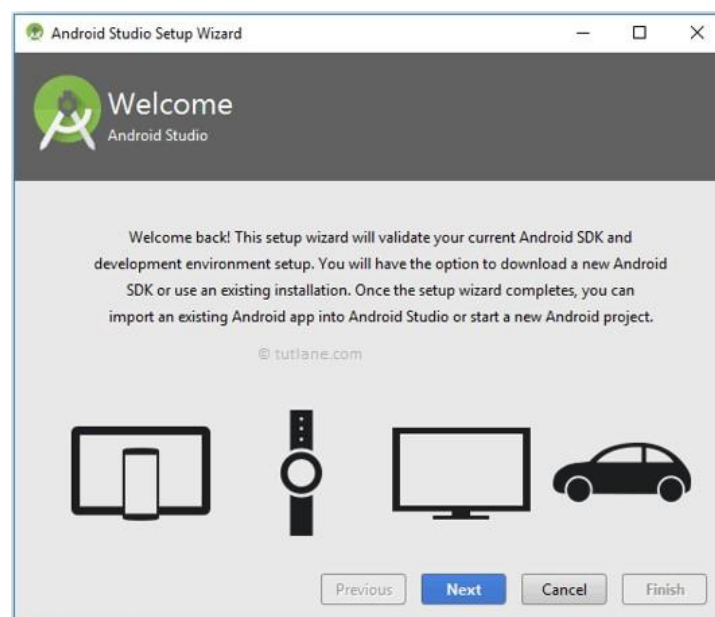 Android Studio Setup Wizard
Welcome
Android Studio
Welcome back! This setup wizard will validate your current Android SDK and
development environment setup. You will have the option to download a new Android
SDK or use an existing installation. Once the setup wizard completes, you can
import an existing Android app into Android Studio or start a new Android project.
© tutlane.com
Previous
Next
Cancel
Finish